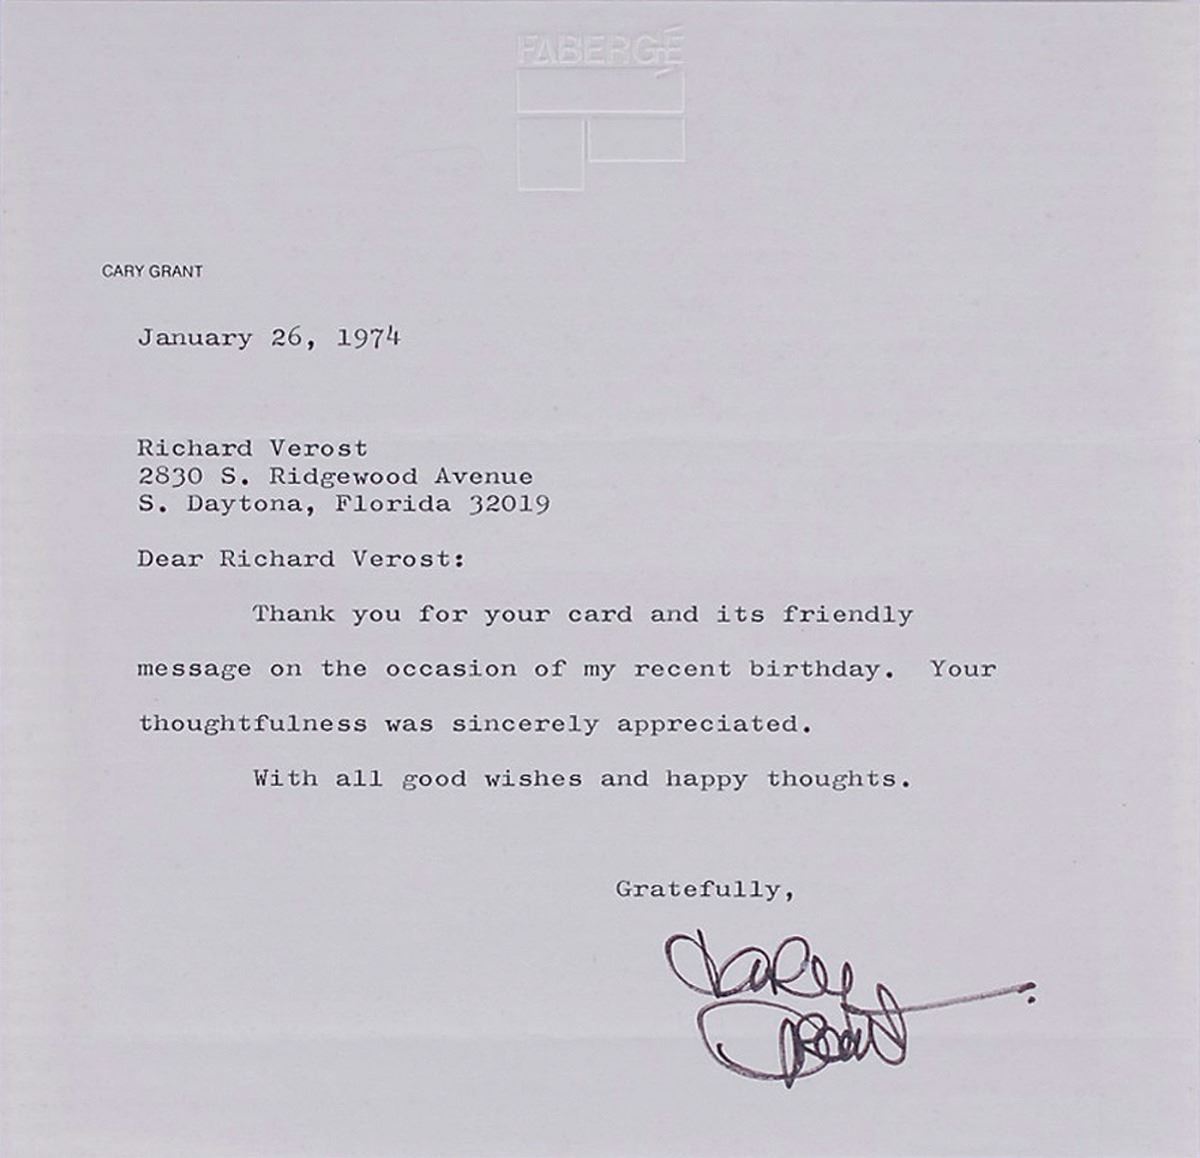 FABERGÉ
CARY GRANT
January 26, 1974
Richard Verost
2830 S. Ridgewood Avenue
S. Daytona, Florida 32019
Dear Richard Verost:
Thank you for your card and its friendly
message on the occasion of my recent birthday. Your
thoughtfulness was sincerely appreciated.
With all good wishes and happy thoughts.
Gratefully,
Cary
Grant